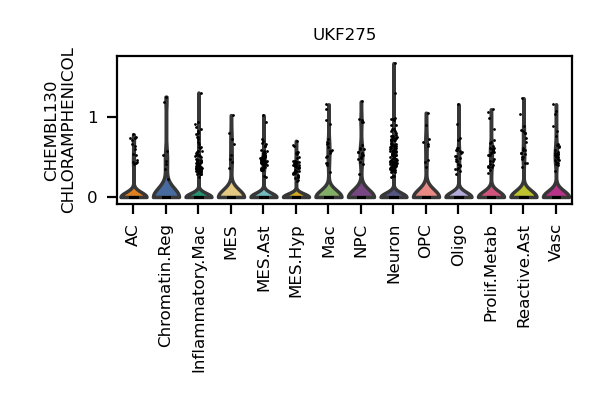 UKF275
CHEMBL130
CHLORAMPHENICOL
1
0
AC
Chromatin.Reg
Inflammatory.Mac
MES
MES.Ast
MES.Hyp
Mac
NPC
Neuron
OPC
Oligo
Prolif.Metab
Reactive.Ast
Vasc